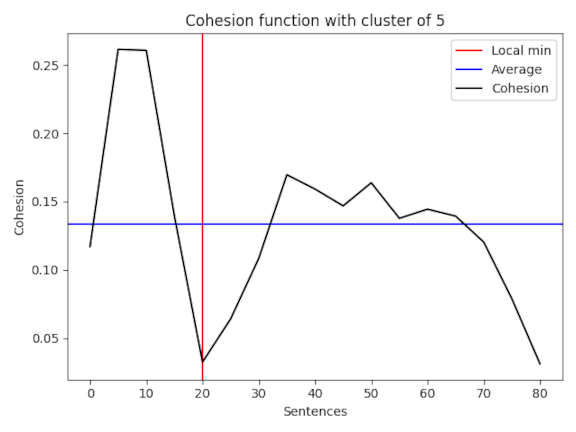 Cohesion function with cluster of 5
Local min
Average
Cohesion
0.25
0.20
0.15
0.10
0.05
Cohesion
0 10 20 30 40 50 60 70 80
Sentences